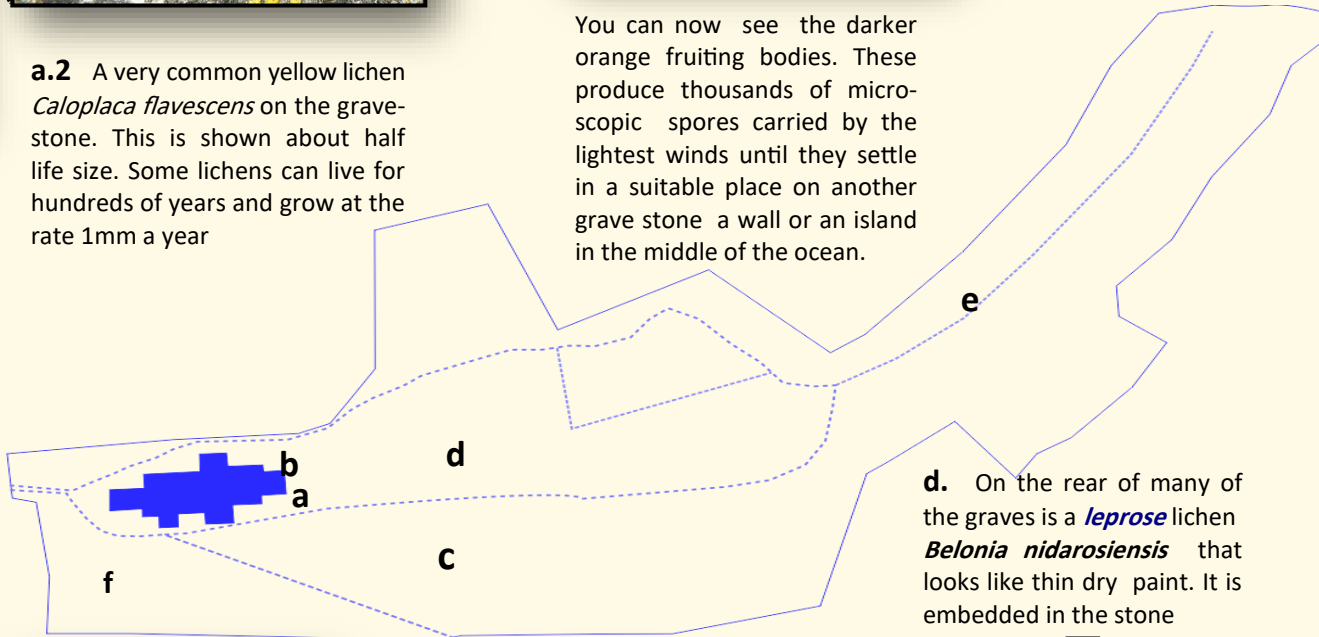 a.2 A very common yellow lichen
Caloplaca flavescens on the grave-
stone. This is shown about half
life size. Some lichens can live for
hundreds of years and grow at the
rate 1mm a year
You can now see the darker
orange fruiting bodies. These
produce thousands of micro-
scopic spores carried by the
lightest winds until they settle
in a suitable place on another
grave stone a wall or an island
in the middle of the ocean.
e
b
d
a
c
f
d. On the rear of many of
the graves is a leprose lichen
Belonia nidarosiensis that
looks like thin dry paint. It is
embedded in the stone